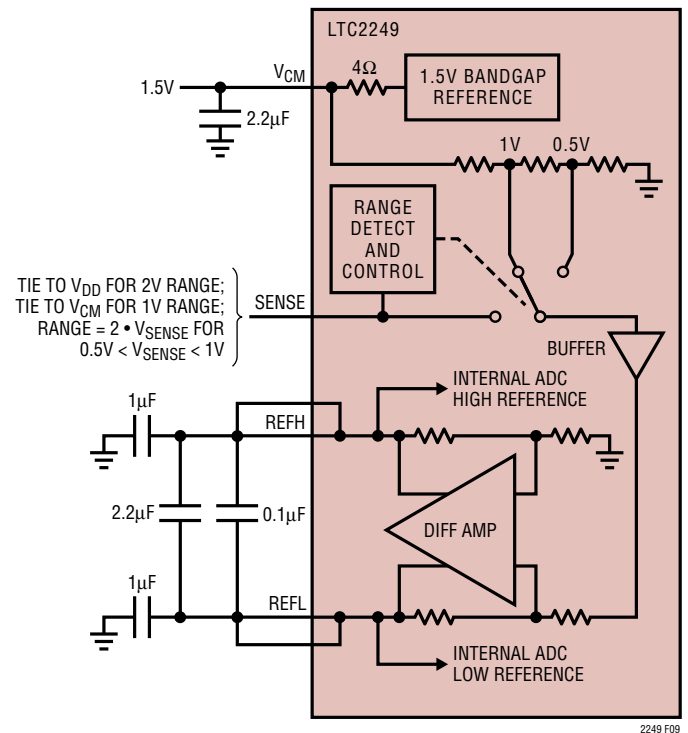 LTC2249
1.5V
VCM
4Ω
1.5V BANDGAP
REFERENCE
2.2μF
1V
0.5V
RANGE
DETECT
AND
CONTROL
TIE TO VDD FOR 2V RANGE;
TIE TO VCM FOR 1V RANGE;
RANGE = 2 • VSENSE FOR
0.5V < VSENSE < 1V
SENSE
BUFFER
INTERNAL ADC
HIGH REFERENCE
1μF
REFH
2.2μF
0.1μF
DIFF AMP
1μF
REFL
INTERNAL ADC
LOW REFERENCE
2249 F09